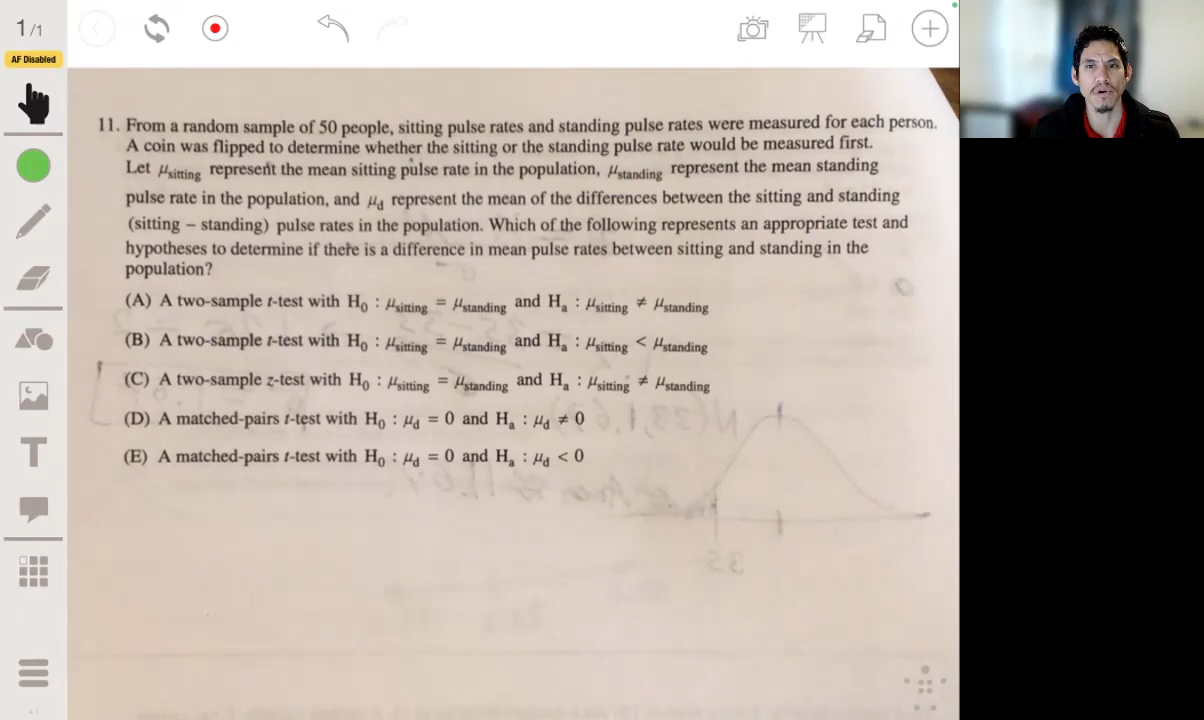 1/1
AF Disabled
11. From a random sample of 50 people, sitting pulse rates and standing pulse rates were measured for each person.
A coin was flipped to determine whether the sitting or the standing pulse rate would be measured first.
Let μsitting represent the mean sitting pulse rate in the population, μstanding represent the mean standing
pulse rate in the population, and μd represent the mean of the differences between the sitting and standing
(sitting – standing) pulse rates in the population. Which of the following represents an appropriate test and
hypotheses to determine if there is a difference in mean pulse rates between sitting and standing in the
population?
(A) A two-sample t-test with H0 : μsitting = μstanding and Ha : μsitting ≠ μstanding
(B) A two-sample t-test with H0 : μsitting = μstanding and Ha : μsitting < μstanding
(C) A two-sample z-test with H0 : μsitting = μstanding and Ha : μsitting ≠ μstanding
(D) A matched-pairs t-test with H0 : μd = 0 and Ha : μd ≠ 0
(E) A matched-pairs t-test with H0 : μd = 0 and Ha : μd < 0
T